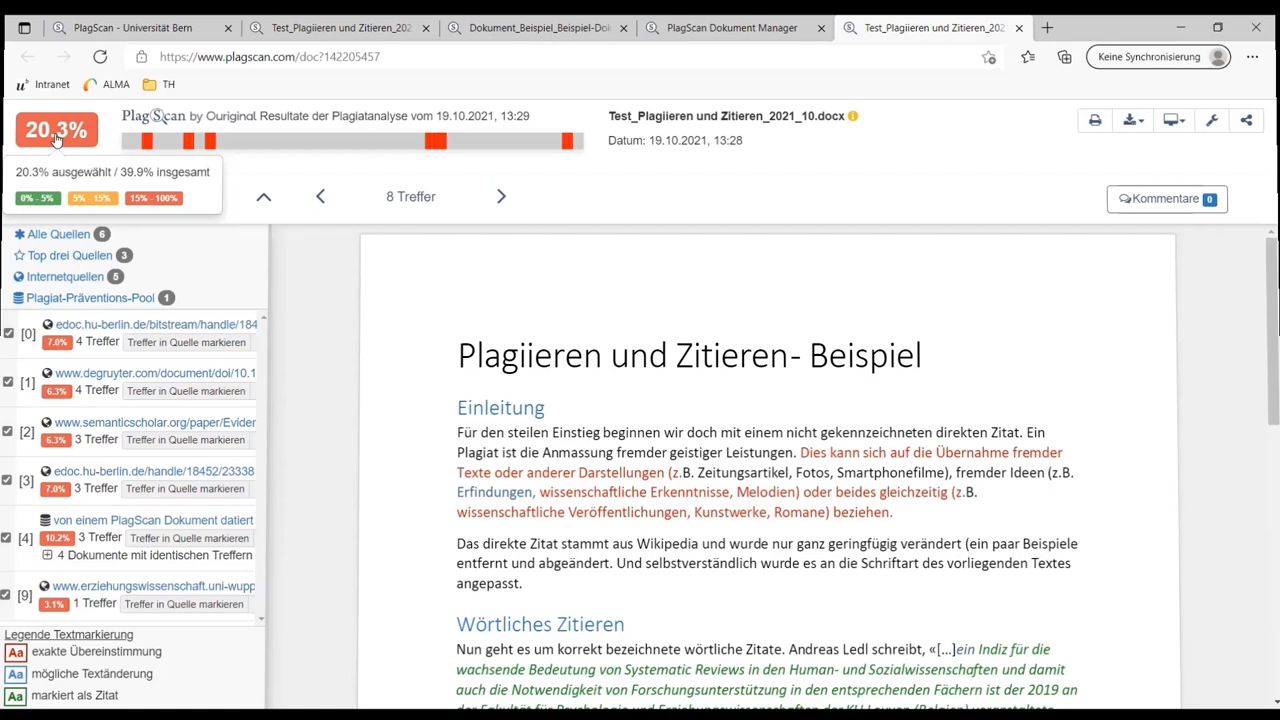 PlagScan - Universität Bern
Test_Plagiieren und Zitieren_202
Dokument_Beispiel_Beispiel-Dok
PlagScan Dokument Manager
Test_Plagiieren und Zitieren_202
https://www.plagscan.com/doc?142205457
Keine Synchronisierung
Intranet
ALMA
TH
20.3%
PlagScan by Ouriginal Resultate der Plagiatanalyse vom 19.10.2021, 13:29
Test_Plagiieren und Zitieren_2021_10.docx
Datum: 19.10.2021, 13:28
20.3% ausgewählt / 39.9% insgesamt
0% - 5% 5% - 15% 15% - 100%
8 Treffer
Kommentare 0
Alle Quellen 6
Top drei Quellen 3
Internetquellen 5
Plagiat-Präventions-Pool 1
[0] edoc.hu-berlin.de/bitstream/handle/184
7.0% 4 Treffer Treffer in Quelle markieren
[1] www.degruyter.com/document/doi/10.1
6.3% 4 Treffer Treffer in Quelle markieren
[2] www.semanticscholar.org/paper/Eviden
6.3% 3 Treffer Treffer in Quelle markieren
[3] edoc.hu-berlin.de/handle/18452/23338
7.0% 3 Treffer Treffer in Quelle markieren
[4] von einem PlagScan Dokument datiert
10.2% 3 Treffer Treffer in Quelle markieren
4 Dokumente mit identischen Treffern
[9] www.erziehungswissenschaft.uni-wupp
3.1% 1 Treffer Treffer in Quelle markieren
Legende Textmarkierung
Aa exakte Übereinstimmung
Aa mögliche Textänderung
Aa markiert als Zitat
Plagiieren und Zitieren- Beispiel
Einleitung
Für den steilen Einstieg beginnen wir doch mit einem nicht gekennzeichneten direkten Zitat. Ein
Plagiat ist die Anmassung fremder geistiger Leistungen. Dies kann sich auf die Übernahme fremder
Texte oder anderer Darstellungen (z.B. Zeitungsartikel, Fotos, Smartphonefilme), fremder Ideen (z.B.
Erfindungen, wissenschaftliche Erkenntnisse, Melodien) oder beides gleichzeitig (z.B.
wissenschaftliche Veröffentlichungen, Kunstwerke, Romane) beziehen.
Das direkte Zitat stammt aus Wikipedia und wurde nur ganz geringfügig verändert (ein paar Beispiele
entfernt und abgeändert. Und selbstverständlich wurde es an die Schriftart des vorliegenden Textes
angepasst.
Wörtliches Zitieren
Nun geht es um korrekt bezeichnete wörtliche Zitate. Andreas Ledl schreibt, «[…]ein Indiz für die
wachsende Bedeutung von Systematic Reviews in den Human- und Sozialwissenschaften und damit
auch die Notwendigkeit von Forschungsunterstützung in den entsprechenden Fächern ist der 2019 an
der Fakultät für Psychologie und Erziehungswissenschaften der KU Leuven (Belgien) veranstaltete